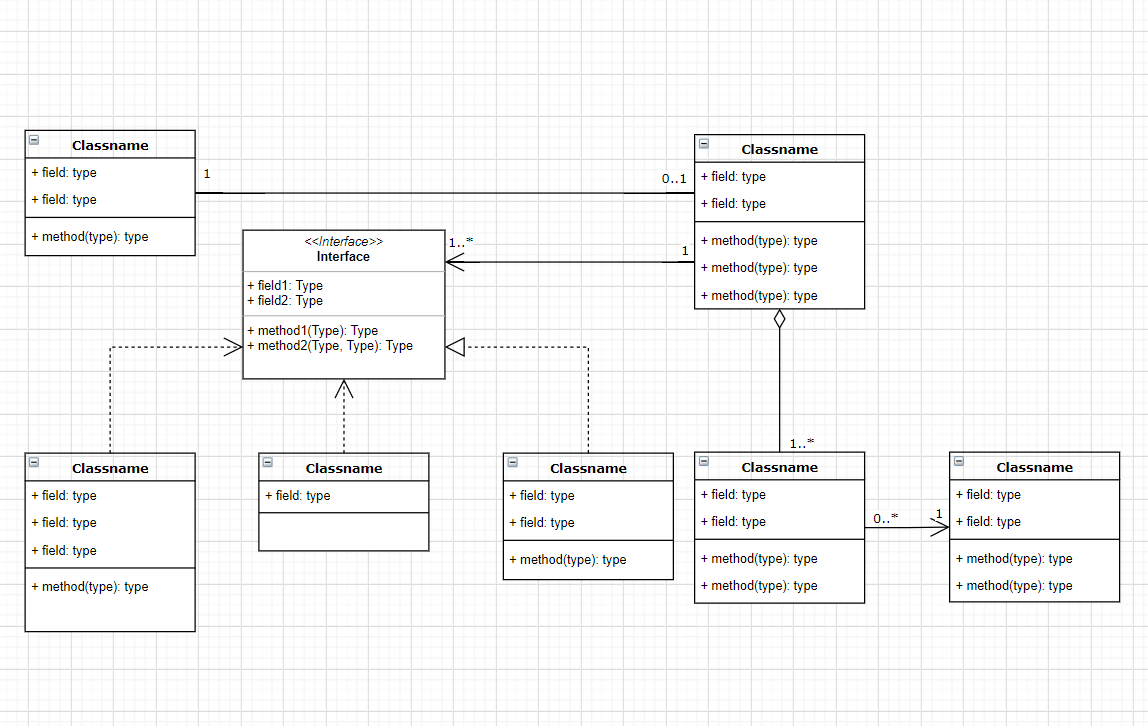 Classname
+ field: type
+ field: type
+ method(type): type
1
0..1
Classname
+ field: type
+ field: type
+ method(type): type
+ method(type): type
+ method(type): type
<<Interface>>
Interface
+ field1: Type
+ field2: Type
+ method1(Type): Type
+ method2(Type, Type): Type
1..*
1
1..*
Classname
+ field: type
+ field: type
+ field: type
+ method(type): type
Classname
+ field: type
Classname
+ field: type
+ field: type
+ method(type): type
Classname
+ field: type
+ field: type
+ method(type): type
+ method(type): type
0..*
1
Classname
+ field: type
+ field: type
+ method(type): type
+ method(type): type